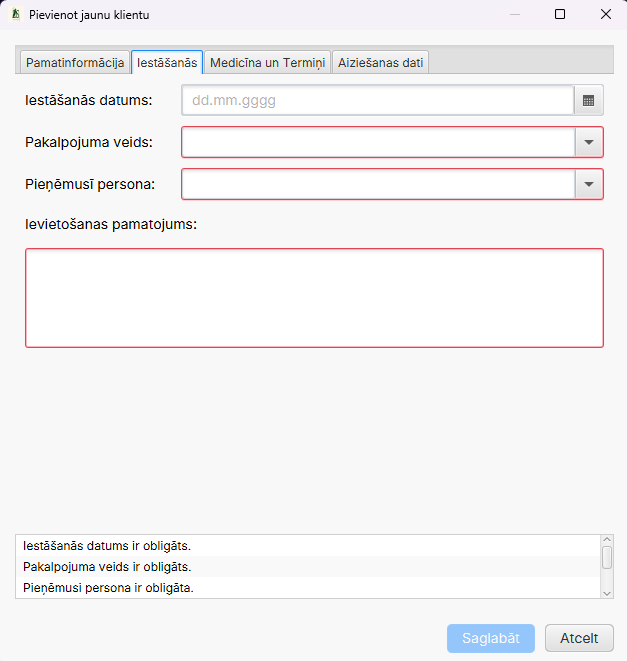 Pievienot jaunu klientu
Pamatinformācija Iestāšanās Medicīna un Termiņi Aiziešanas dati
Iestāšanās datums: dd.mm.gggg
Pakalpojuma veids:
Pieņēmusī persona:
Ievietošanas pamatojums:
Iestāšanās datums ir obligāts.
Pakalpojuma veids ir obligāts.
Pieņēmusi persona ir obligāta.
Saglabāt Atcelt